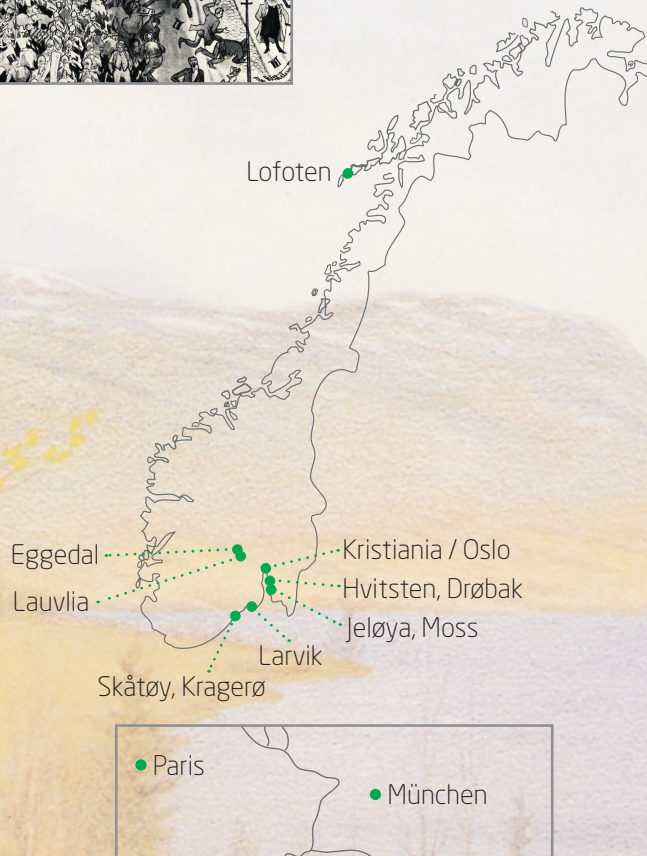 Lofoten
Eggedal
Kristiania / Oslo
Lauvlia
Hvitsten, Drøbak
Jeløya, Moss
Larvik
Skåtøy, Kragerø
Paris
München